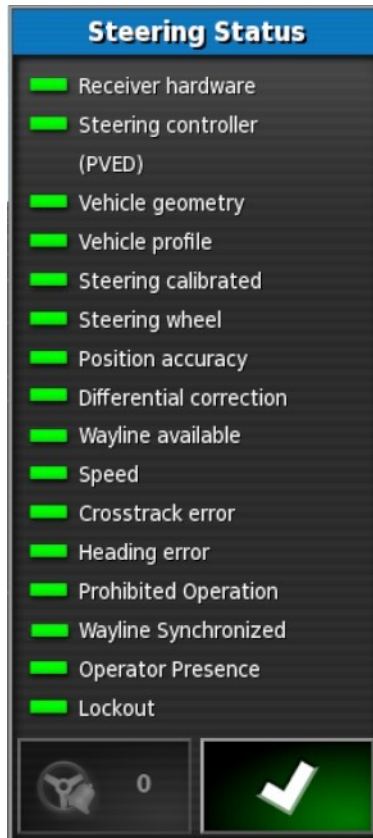 Steering Status
Receiver hardware
Steering controller
(PVED)
Vehicle geometry
Vehicle profile
Steering calibrated
Steering wheel
Position accuracy
Differential correction
Wayline available
Speed
Crosstrack error
Heading error
Prohibited Operation
Wayline Synchronized
Operator Presence
Lockout
0